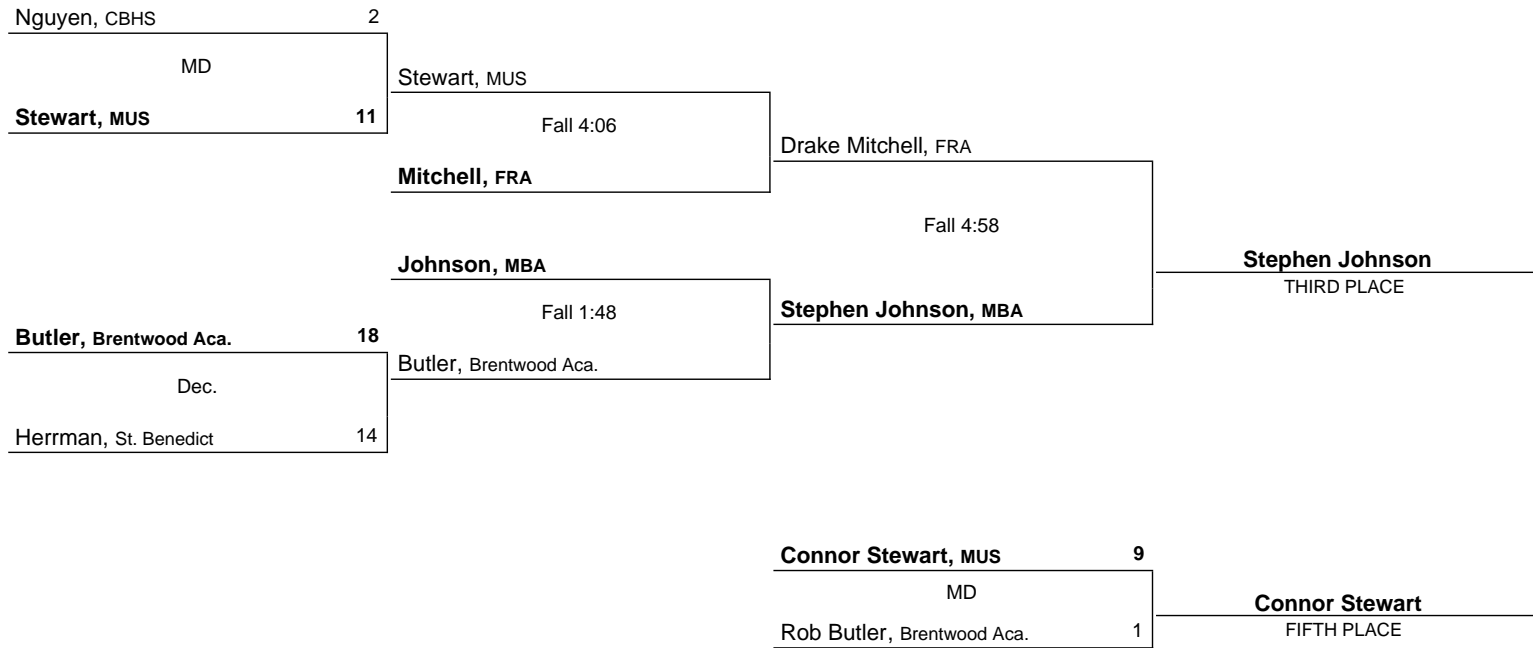 Nguyen, CBHS 2
MD
Stewart, MUS 11
Stewart, MUS
Fall 4:06
Mitchell, FRA
Drake Mitchell, FRA
Fall 4:58
Stephen Johnson, MBA
Johnson, MBA
Fall 1:48
Butler, Brentwood Aca.
Butler, Brentwood Aca. 18
Dec.
Herrman, St. Benedict 14
Stephen Johnson
THIRD PLACE
Connor Stewart, MUS 9
MD
Rob Butler, Brentwood Aca. 1
Connor Stewart
FIFTH PLACE